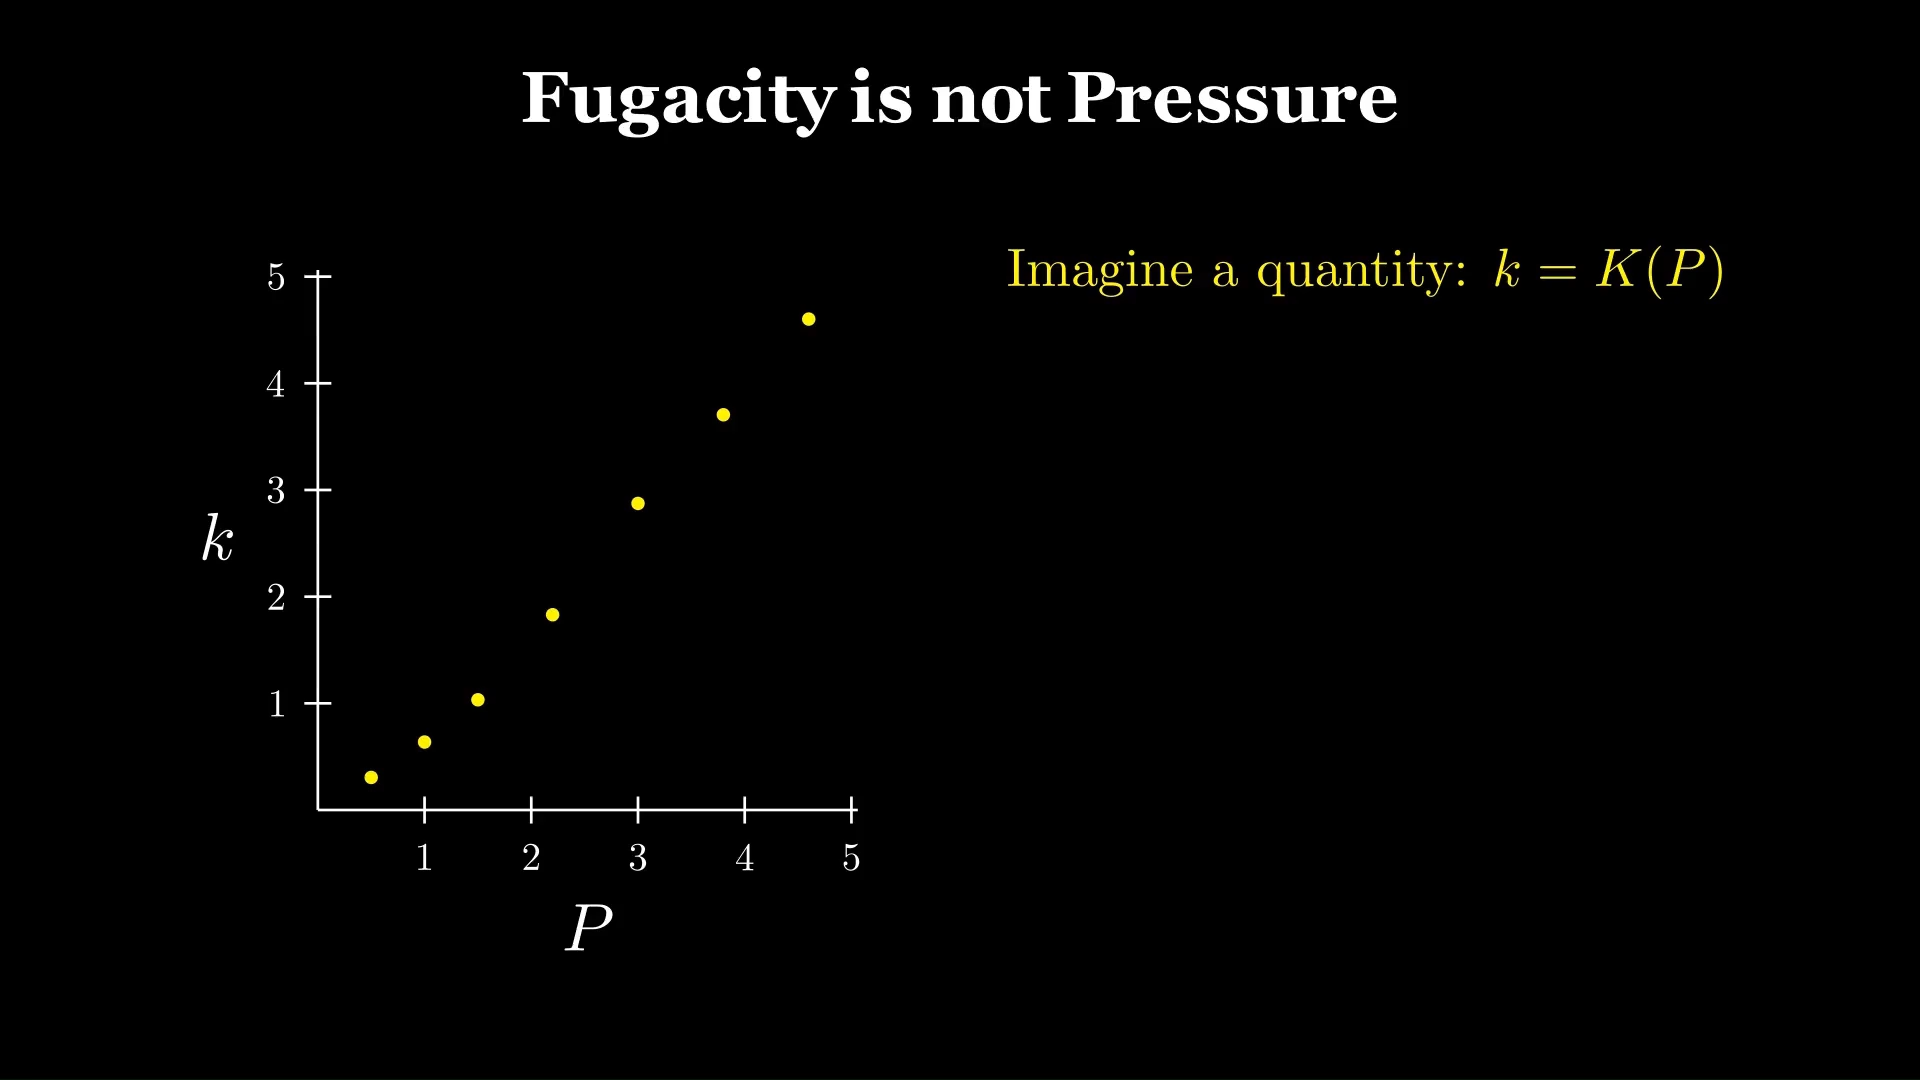 Fugacity is not Pressure
Imagine a quantity: k = K(P)
5
4
3
k
2
1
1 2 3 4 5
P